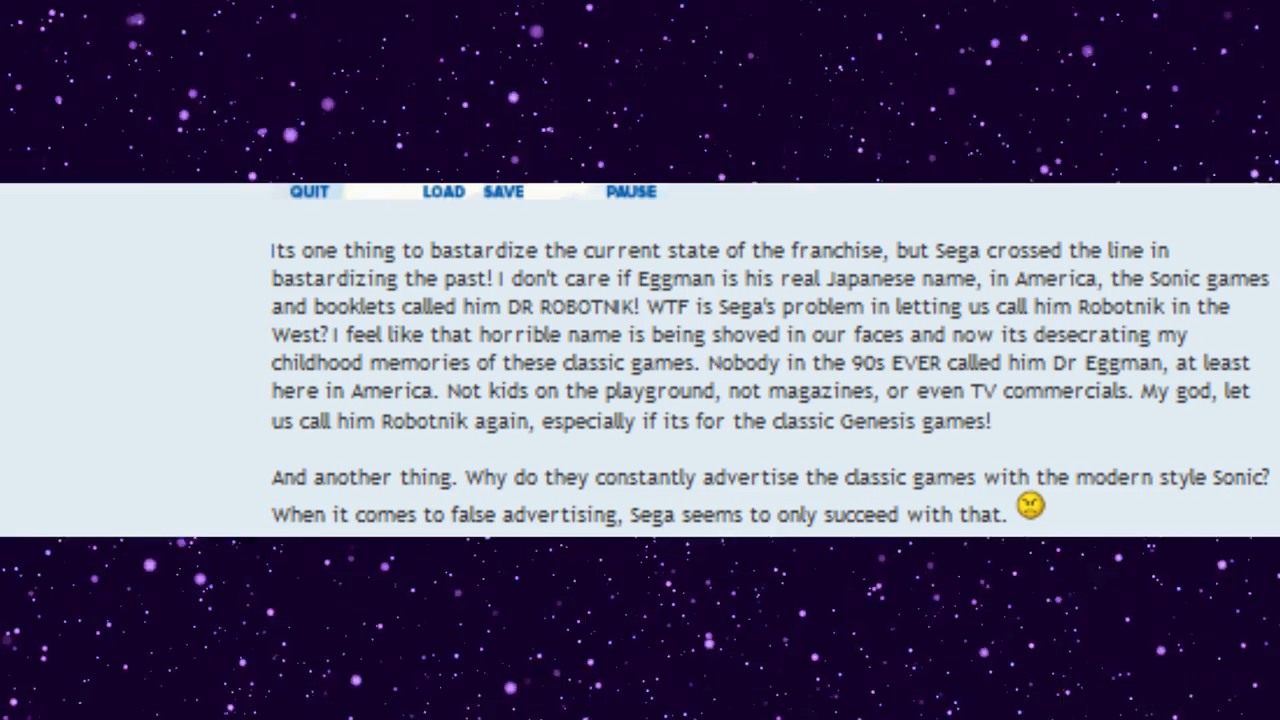 QUIT LOAD SAVE PAUSE
Its one thing to bastardize the current state of the franchise, but Sega crossed the line in
bastardizing the past! I don't care if Eggman is his real Japanese name, in America, the Sonic games
and booklets called him DR ROBOTNIK! WTF is Sega's problem in letting us call him Robotnik in the
West? I feel like that horrible name is being shoved in our faces and now its desecrating my
childhood memories of these classic games. Nobody in the 90s EVER called him Dr Eggman, at least
here in America. Not kids on the playground, not magazines, or even TV commercials. My god, let
us call him Robotnik again, especially if its for the classic Genesis games!
And another thing. Why do they constantly advertise the classic games with the modern style Sonic?
When it comes to false advertising, Sega seems to only succeed with that.